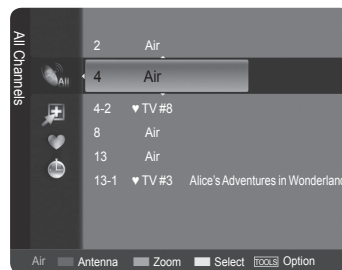 All Channels
2 Air
All
4 Air
4-2 ♥ TV #8
8 Air
13 Air
13-1 ♥ TV #3 Alice's Adventures in Wonderland
Air Antenna Zoom Select TOOLS Option